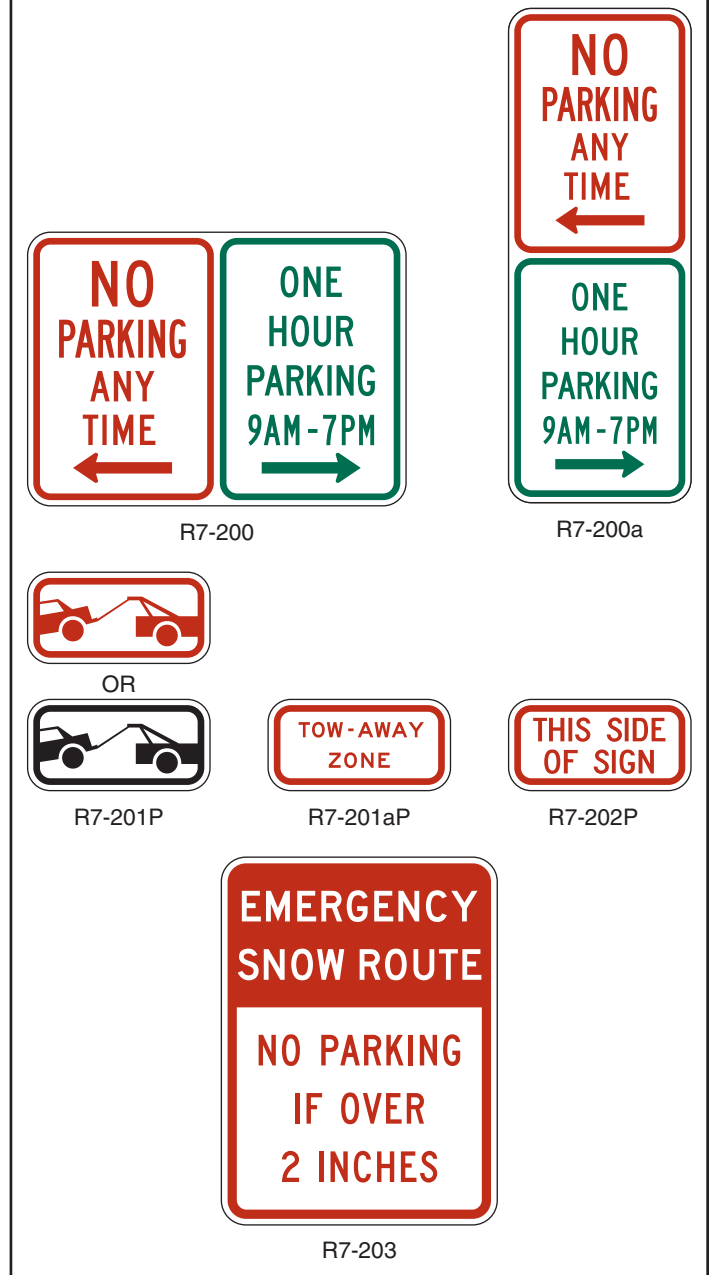 NO
PARKING
ANY
TIME
ONE
HOUR
PARKING
9AM-7PM
R7-200
NO
PARKING
ANY
TIME
ONE
HOUR
PARKING
9AM-7PM
R7-200a
OR
R7-201P
TOW-AWAY
ZONE
R7-201aP
THIS SIDE
OF SIGN
R7-202P
EMERGENCY
SNOW ROUTE
NO PARKING
IF OVER
2 INCHES
R7-203